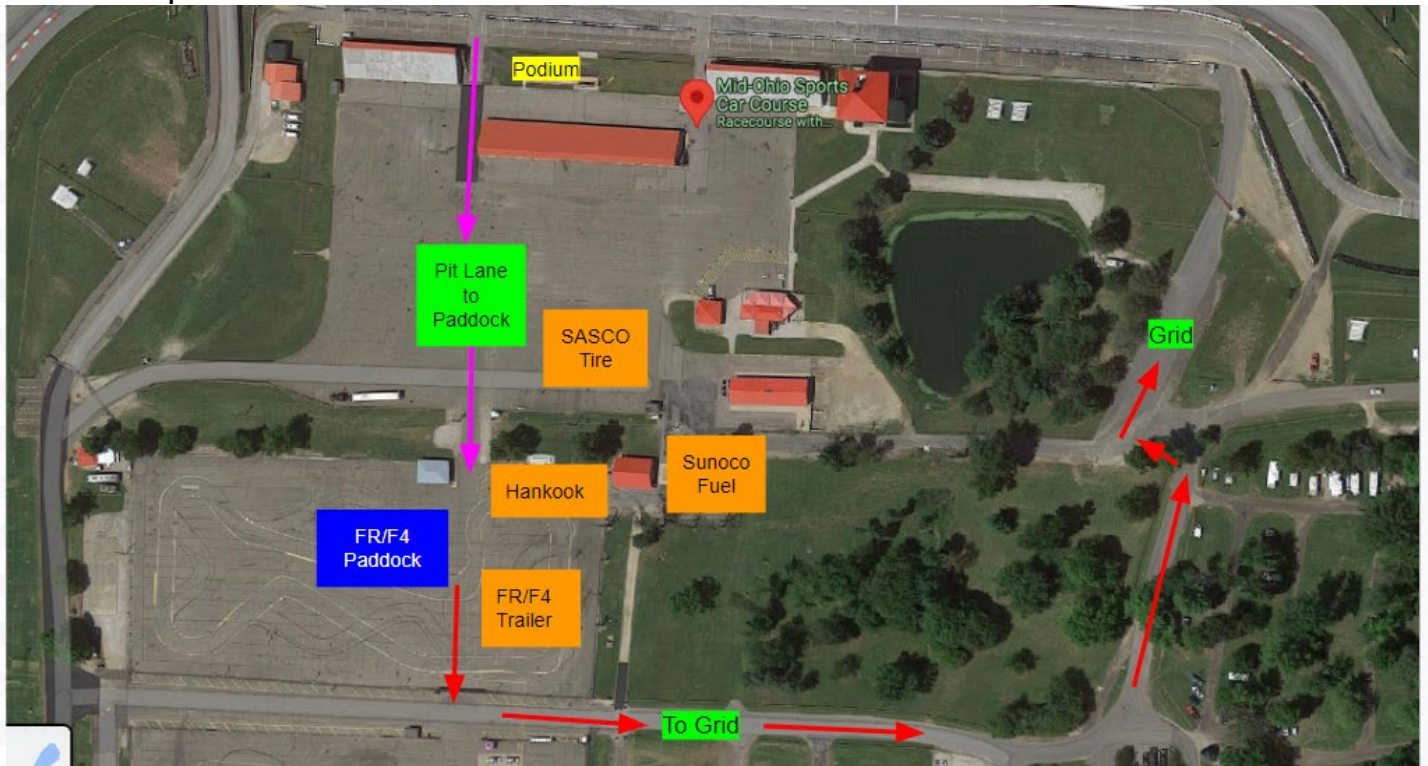 Podium
Mid-Ohio Sports
Car Course
Racecourse with...
Pit Lane
to
Paddock
SASCO
Tire
Grid
Hankook
Sunoco
Fuel
FR/F4
Paddock
FR/F4
Trailer
To Grid